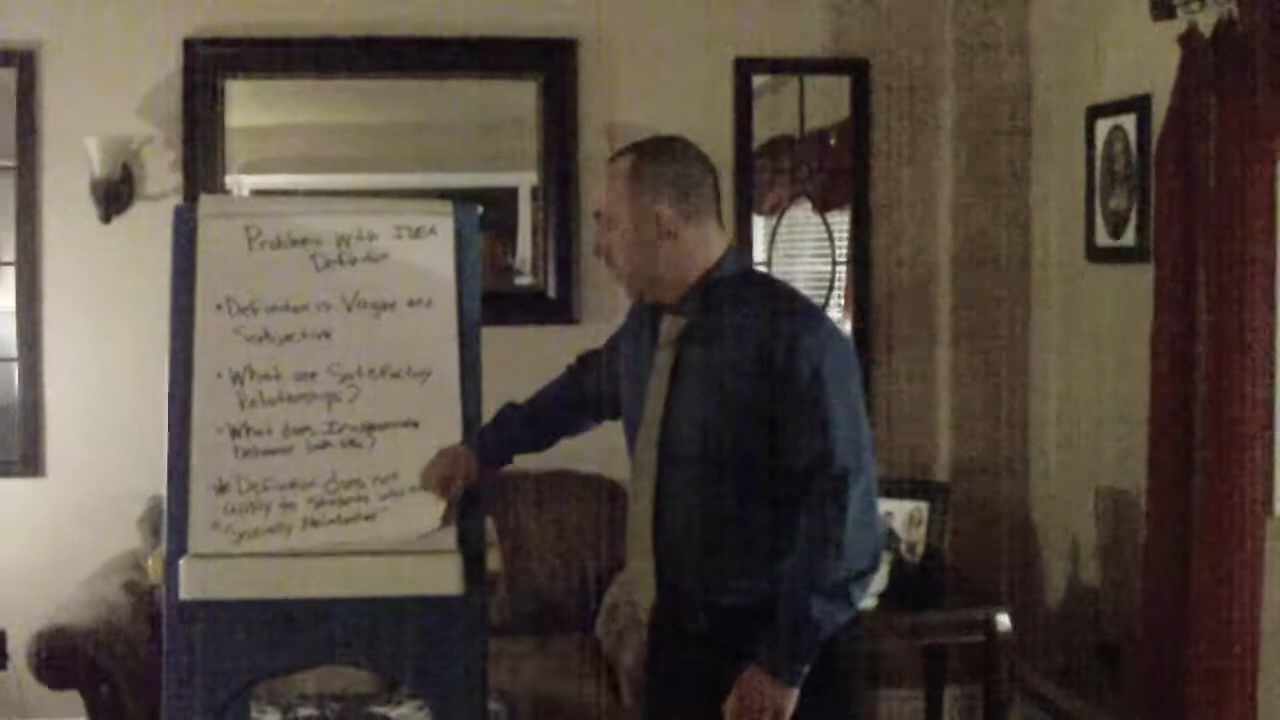 Problems with IDEA
Definition
• Definition is Vague and
Subjective
• What are Satisfactory
Relationships?
• What does Inappropriate
Behavior look like?
* Definition does not
apply to students who are
"Socially Maladjusted"